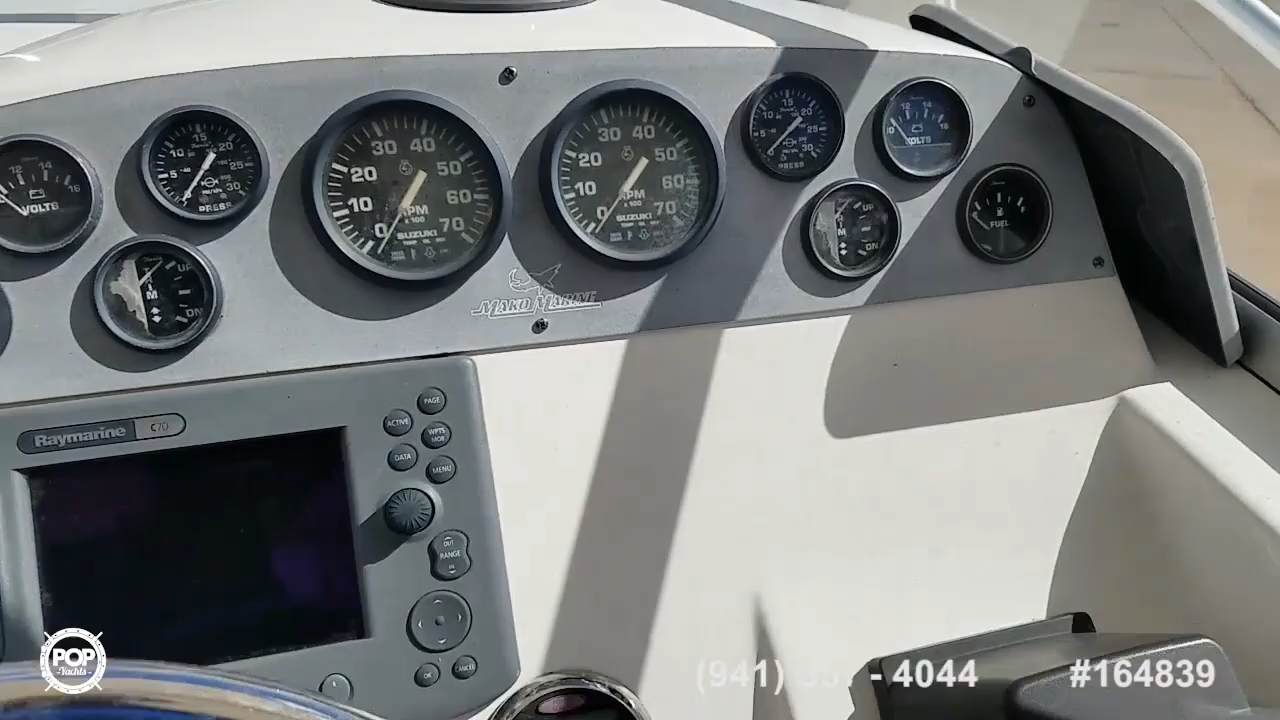 12 14
16
VOLTS
15
10 20
5 25
30
PRESS
UP
M
DN
30 40
20 50
10 60
0 70
RPM
x 100
SUZUKI
30 40
20 50
10 60
0 70
RPM
x 100
SUZUKI
15
10 20
5 25
30
PRESS
12 14
10 16
VOLTS
UP
M
DN
FUEL
MAKO MARINE
Raymarine C70
PAGE
ACTIVE
WPTS
MOB
DATA
MENU
OUT
RANGE
IN
OK
CANCEL
POP
Yachts
(941) - 4044 #164839